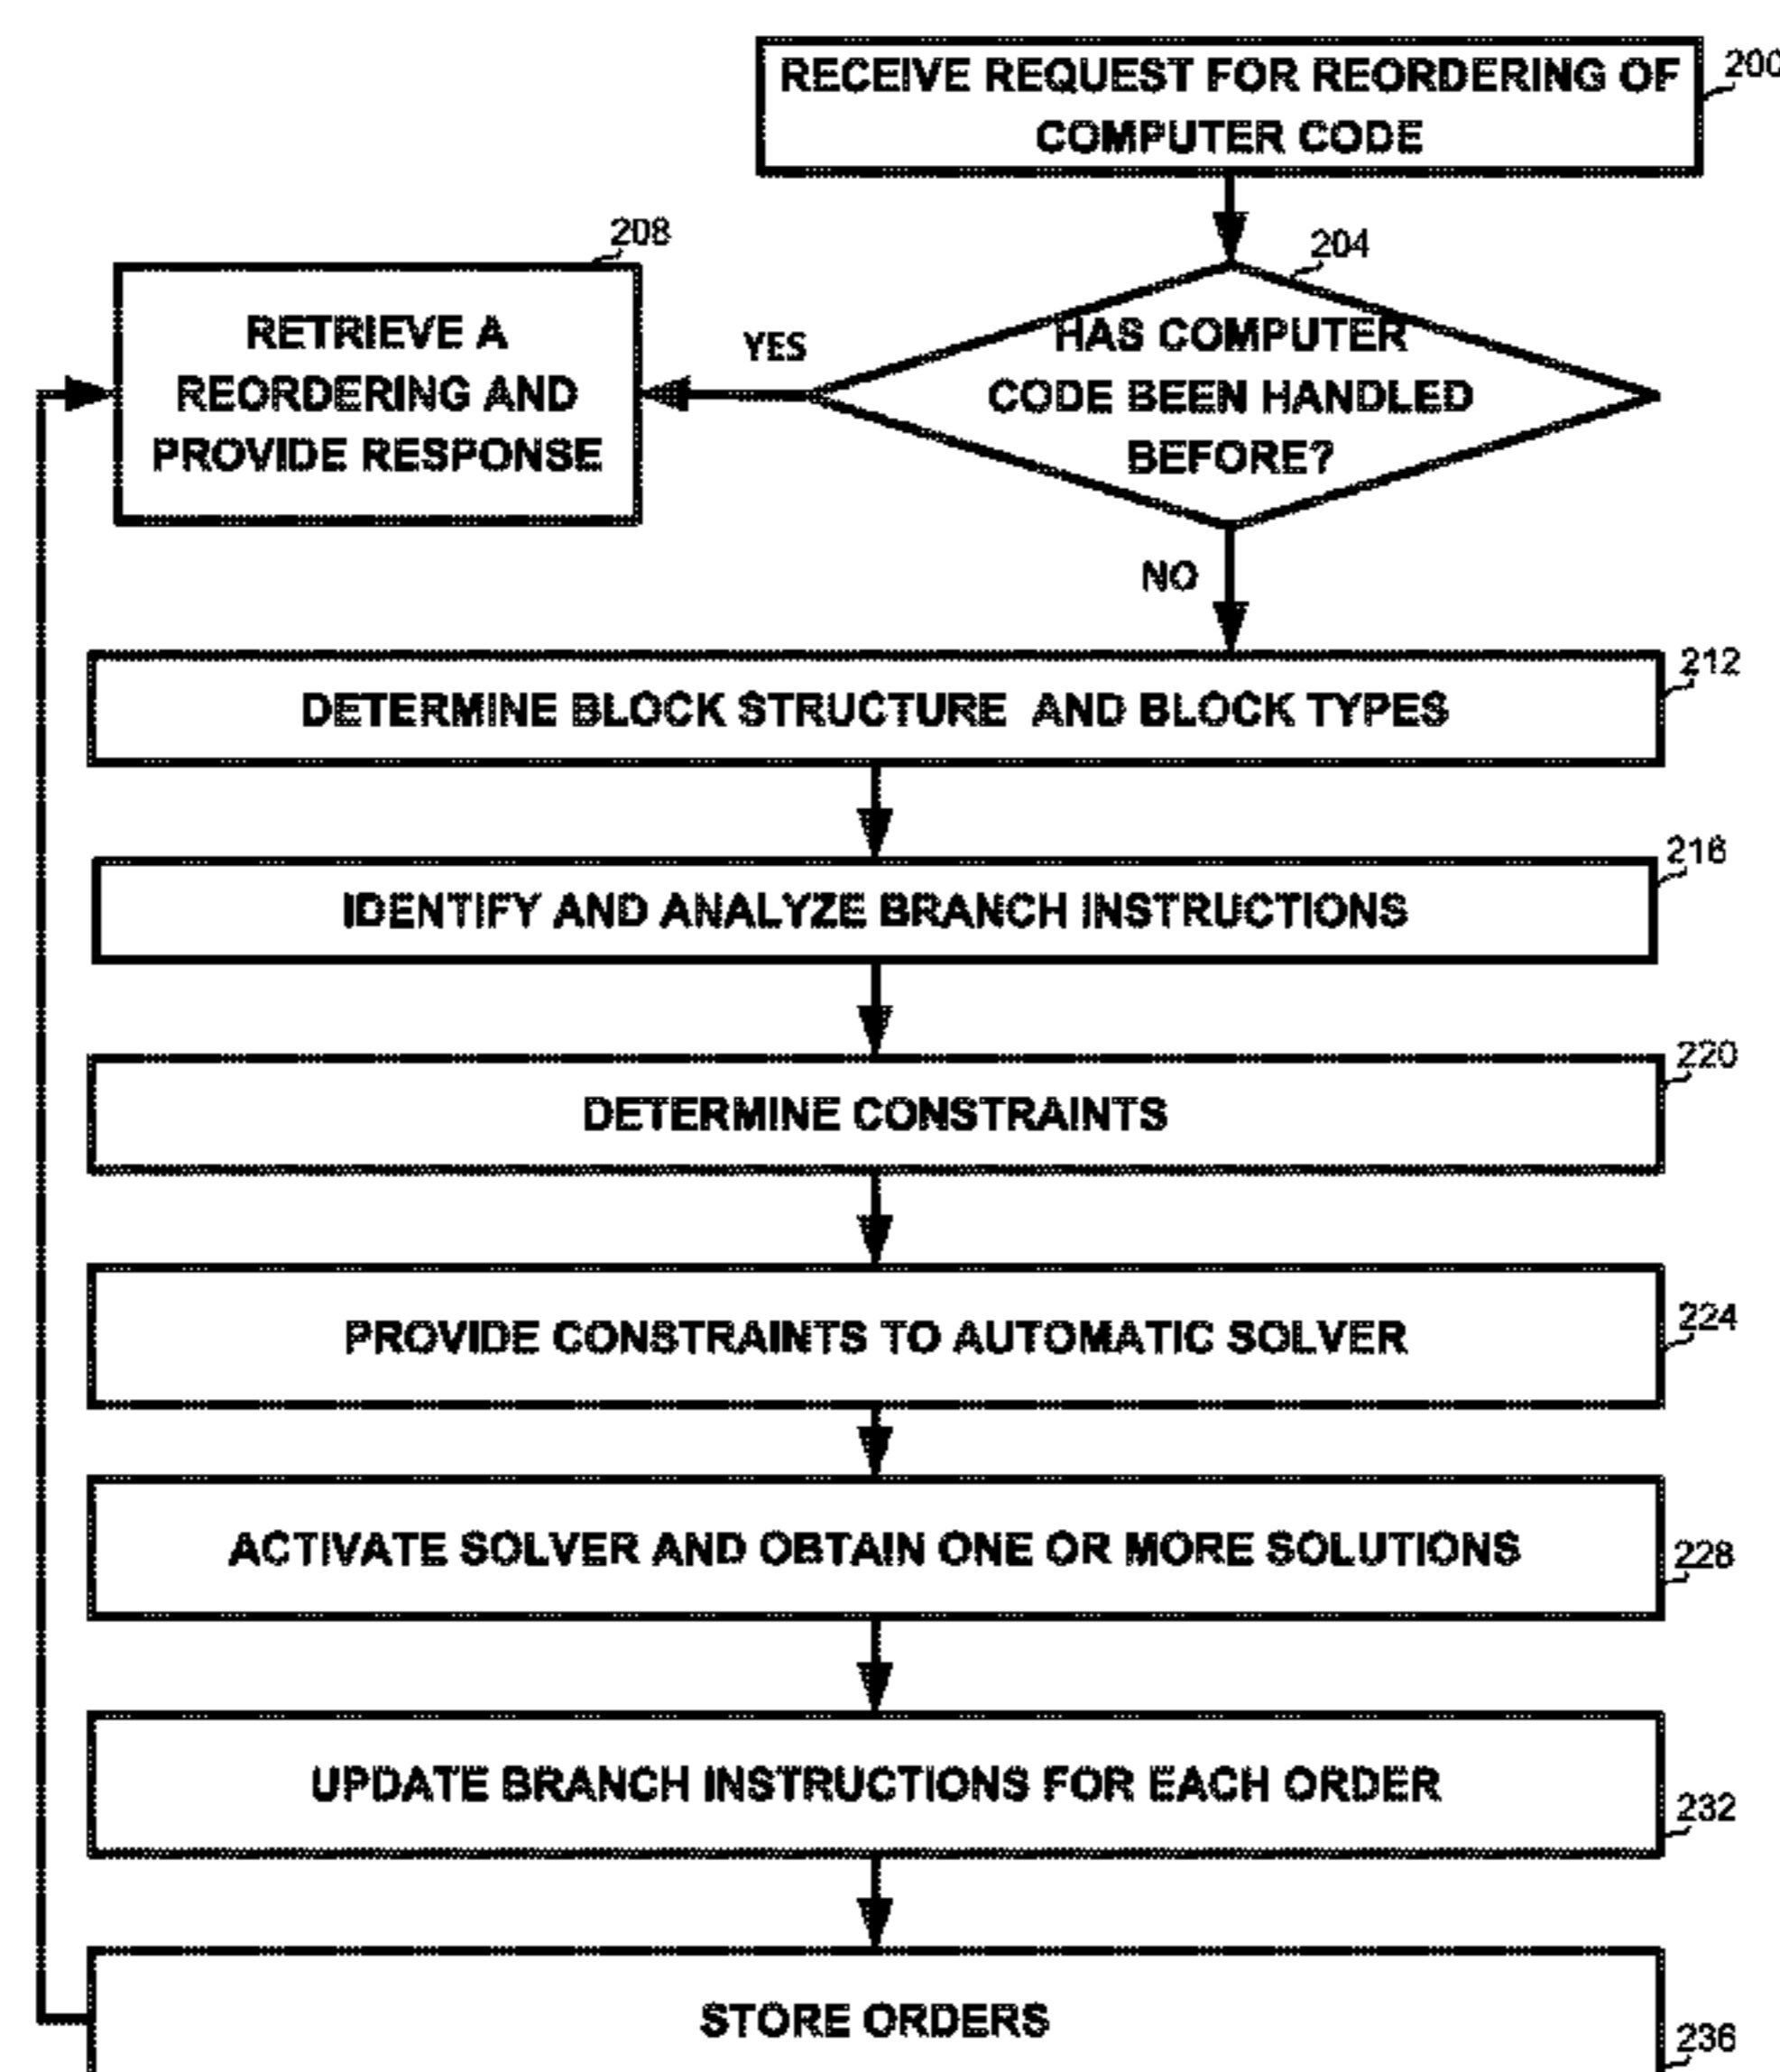 RECEIVE REQUEST FOR REORDERING OF
COMPUTER CODE
200
208
204
RETRIEVE A
REORDERING AND
PROVIDE RESPONSE
YES
HAS COMPUTER
CODE BEEN HANDLED
BEFORE?
NO
212
DETERMINE BLOCK STRUCTURE AND BLOCK TYPES
216
IDENTIFY AND ANALYZE BRANCH INSTRUCTIONS
220
DETERMINE CONSTRAINTS
224
PROVIDE CONSTRAINTS TO AUTOMATIC SOLVER
ACTIVATE SOLVER AND OBTAIN ONE OR MORE SOLUTIONS
228
UPDATE BRANCH INSTRUCTIONS FOR EACH ORDER
232
STORE ORDERS
236